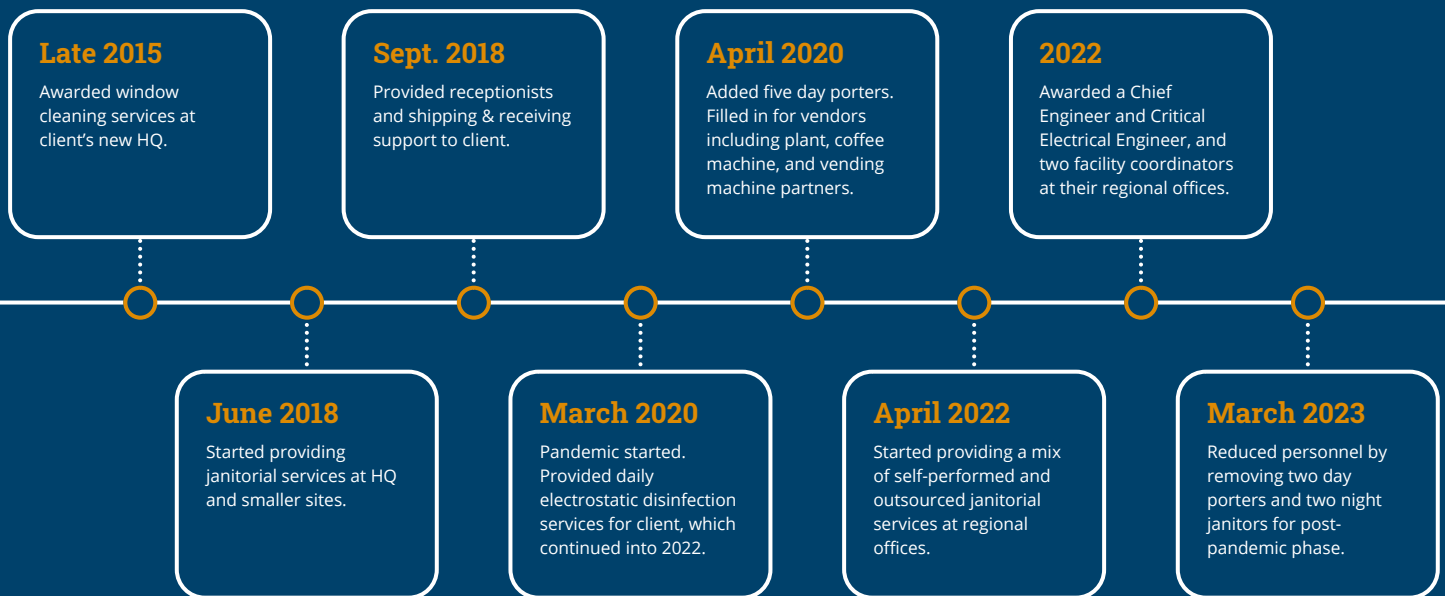 Late 2015
Awarded window
cleaning services at
client's new HQ.
June 2018
Started providing
janitorial services at HQ
and smaller sites.
Sept. 2018
Provided receptionists
and shipping & receiving
support to client.
March 2020
Pandemic started.
Provided daily
electrostatic disinfection
services for client, which
continued into 2022.
April 2020
Added five day porters.
Filled in for vendors
including plant, coffee
machine, and vending
machine partners.
April 2022
Started providing a mix
of self-performed and
outsourced janitorial
services at regional
offices.
2022
Awarded a Chief
Engineer and Critical
Electrical Engineer, and
two facility coordinators
at their regional offices.
March 2023
Reduced personnel by
removing two day
porters and two night
janitors for post-
pandemic phase.